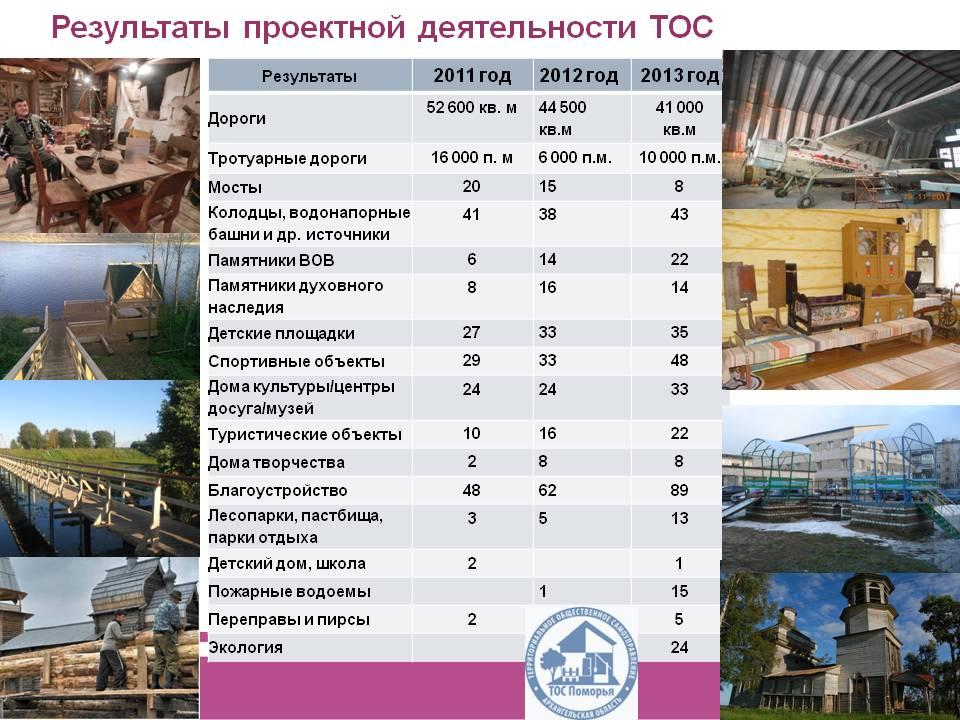 Результаты проектной деятельности ТОС
Результаты 2011 год 2012 год 2013 год
Дороги 52 600 кв. м 44 500 41 000
кв.м кв.м
Тротуарные дороги 16 000 п. м 6 000 п.м. 10 000 п.м.
Мосты 20 15 8
Колодцы, водонапорные
башни и др. источники 41 38 43
Памятники ВОВ 6 14 22
Памятники духовного
наследия 8 16 14
Детские площадки 27 33 35
Спортивные объекты 29 33 48
Дома культуры/центры
досуга/музей 24 24 33
Туристические объекты 10 16 22
Дома творчества 2 8 8
Благоустройство 48 62 89
Лесопарки, пастбища,
парки отдыха 3 5 13
Детский дом, школа 2 1
Пожарные водоемы 1 15
Переправы и пирсы 2 5
Экология 24
ТЕРРИТОРИАЛЬНОЕ ОБЩЕСТВЕННОЕ САМОУПРАВЛЕНИЕ
ТОС Поморья
АРХАНГЕЛЬСКАЯ ОБЛАСТЬ